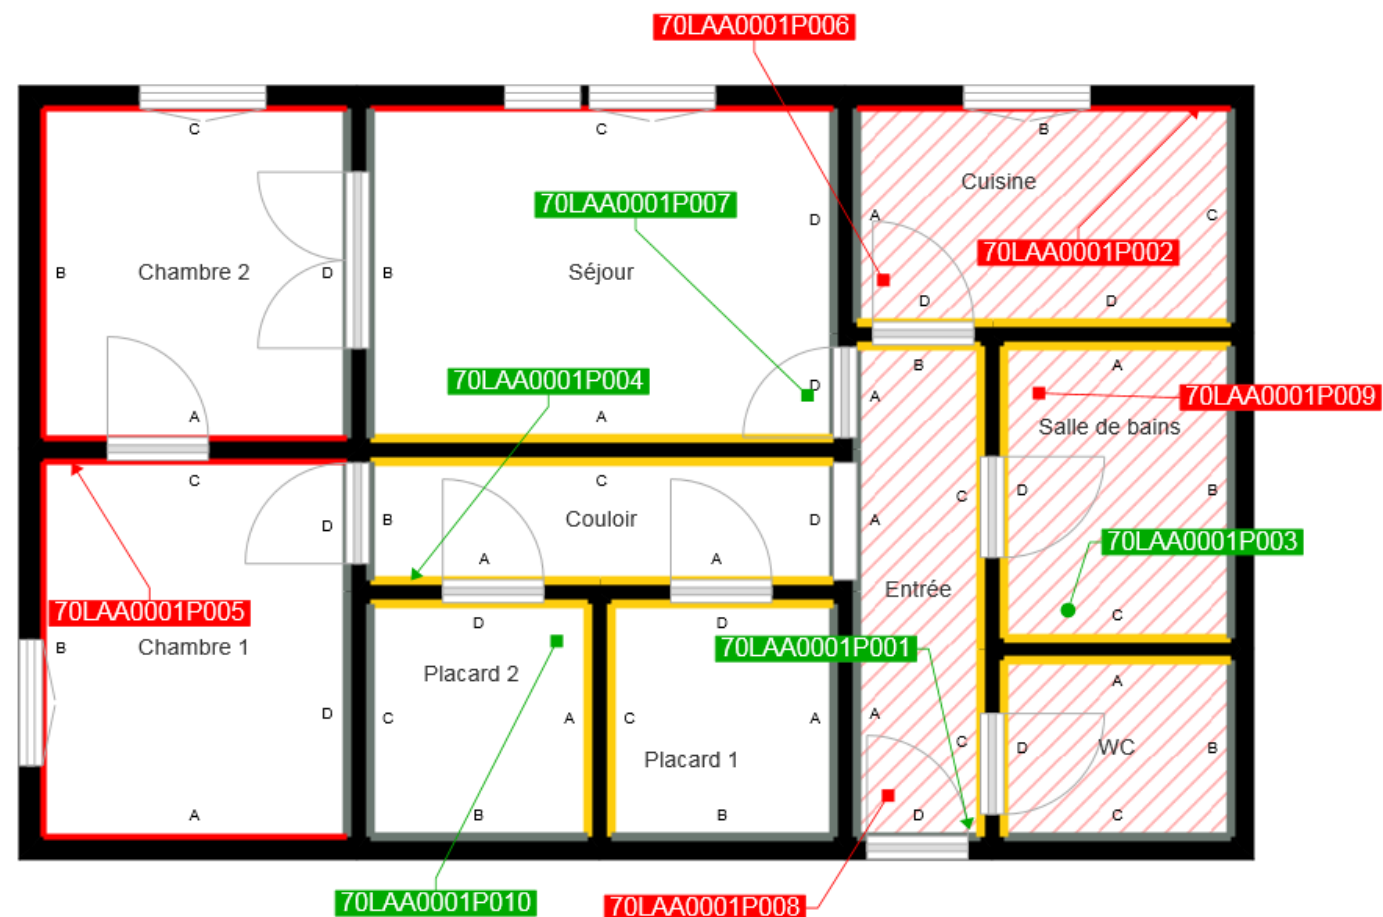 70LAA0001P006
C
C
B
Cuisine
70LAA0001P007
D
A
C
70LAA0001P002
B
Chambre 2
D
B
Séjour
D
D
70LAA0001P004
B
A
D
A
70LAA0001P009
A
A
Salle de bains
C
C
D
B
C
D
B
Couloir
D
A
70LAA0001P003
A
A
Entrée
70LAA0001P005
C
D
D
B
Chambre 1
70LAA0001P001
Placard 2
A
D
C
A
C
A
A
C
D
WC
B
Placard 1
A
B
B
D
C
70LAA0001P010
70LAA0001P008